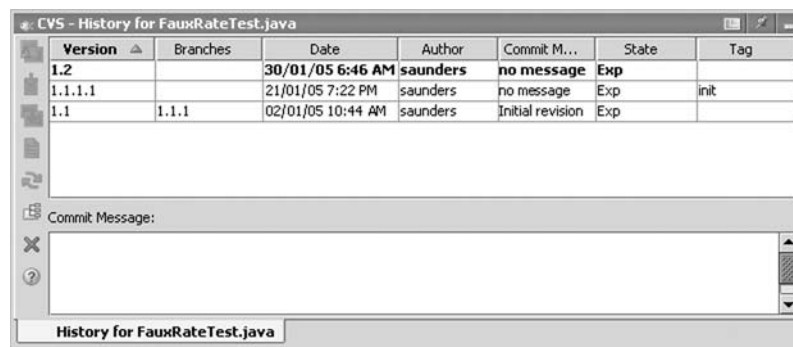 CVS - History for FauxRateTest.java
Version Branches Date Author Commit M... State Tag
1.2 30/01/05 6:46 AM saunders no message Exp
1.1.1.1 21/01/05 7:22 PM saunders no message Exp init
1.1 1.1.1 02/01/05 10:44 AM saunders Initial revision Exp
Commit Message:
History for FauxRateTest.java